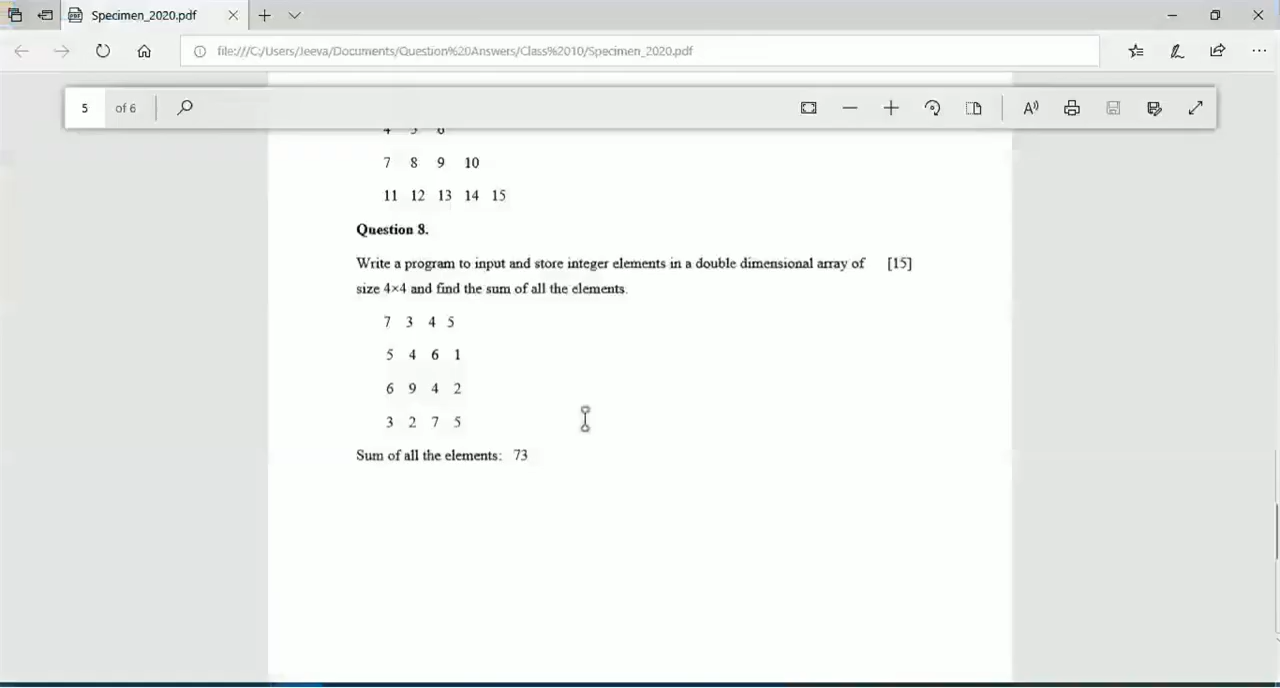 Specimen_2020.pdf
file:///C:/Users/Jeeva/Documents/Question%20Answers/Class%2010/Specimen_2020.pdf
5 of 6
4 5 6
7 8 9 10
11 12 13 14 15
Question 8.
Write a program to input and store integer elements in a double dimensional array of [15]
size 4×4 and find the sum of all the elements.
7 3 4 5
5 4 6 1
6 9 4 2
3 2 7 5
Sum of all the elements: 73